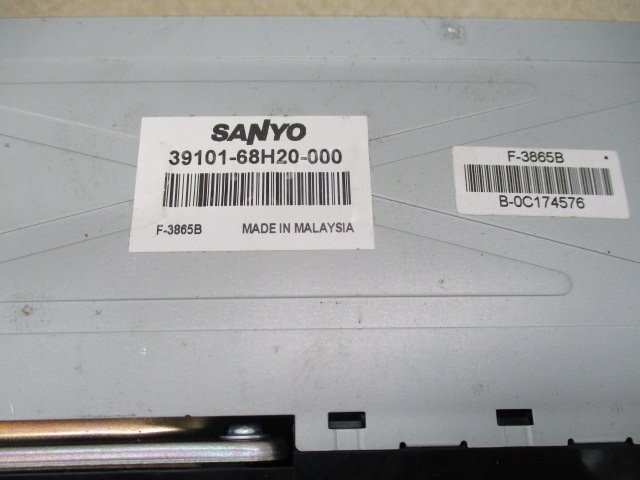 SANYO
39101-68H20-000
F-3865B MADE IN MALAYSIA
F-3865B
B-0C174576